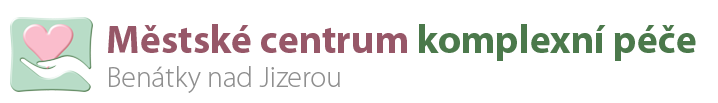 Městské centrum komplexní péče
Benátky nad Jizerou